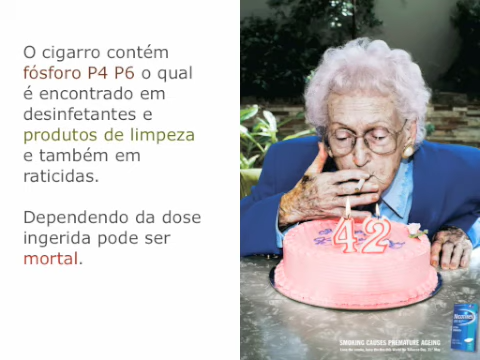 O cigarro contém
fósforo P4 P6 o qual
é encontrado em
desinfetantes e
produtos de limpeza
e também em
raticidas.
Dependendo da dose
ingerida pode ser
mortal.
42
SMOKING CAUSES PREMATURE AGEING